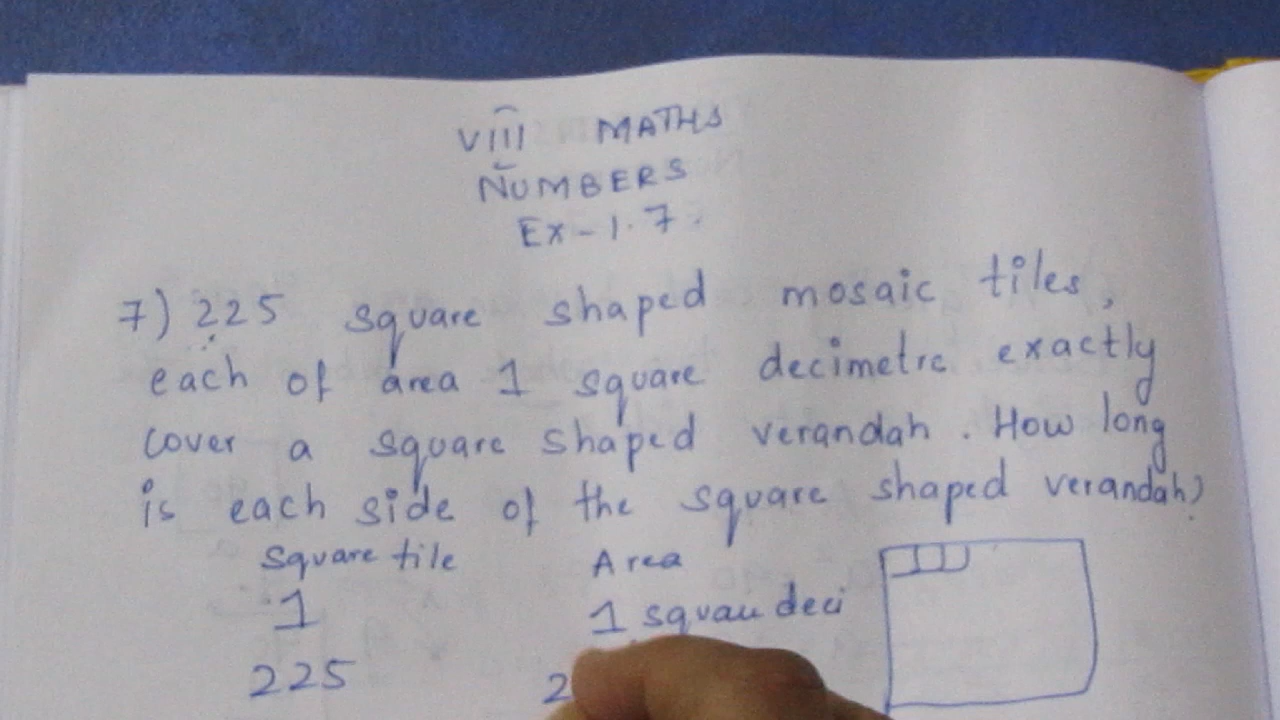 VIII MATHS
NUMBERS
Ex - 1.7
7) 225 square shaped mosaic tiles,
each of area 1 square decimetre exactly
cover a square shaped verandah. How long
is each side of the square shaped verandah?
Square tile Area
1 1 squau deci
225 2